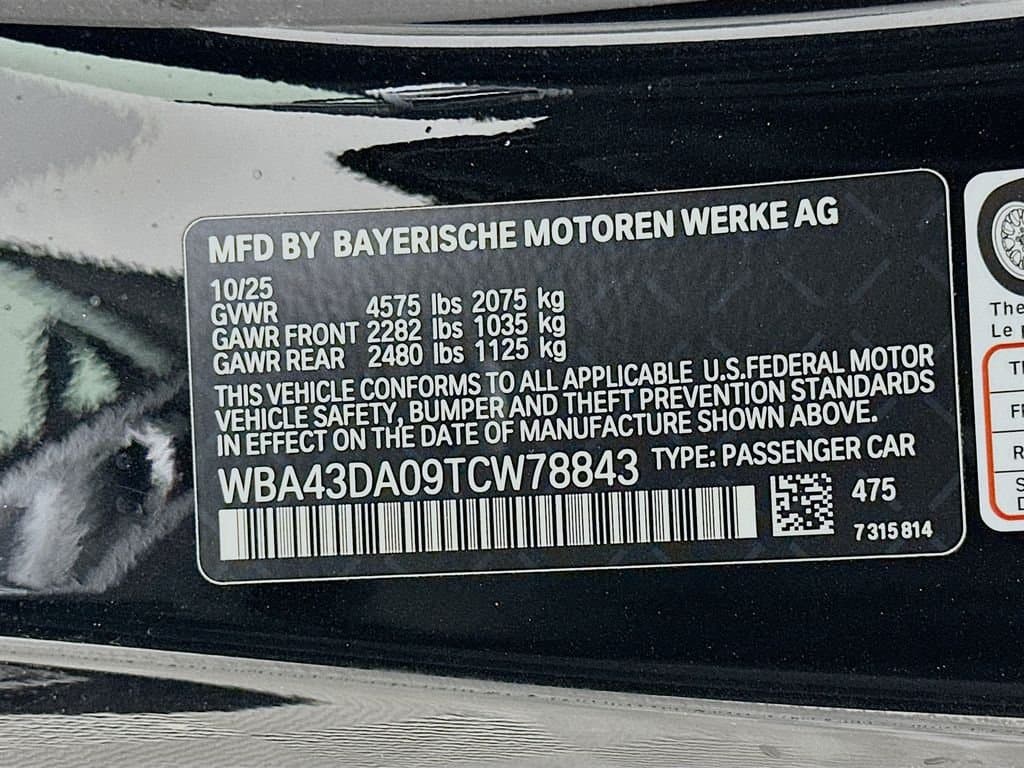 MFD BY BAYERISCHE MOTOREN WERKE AG
10/25
GVWR 4575 lbs 2075 kg
GAWR FRONT 2282 lbs 1035 kg
GAWR REAR 2480 lbs 1125 kg
THIS VEHICLE CONFORMS TO ALL APPLICABLE U.S.FEDERAL MOTOR
VEHICLE SAFETY, BUMPER AND THEFT PREVENTION STANDARDS
IN EFFECT ON THE DATE OF MANUFACTURE SHOWN ABOVE.
WBA43DA09TCW78843 TYPE: PASSENGER CAR
475
7315814
The
Le